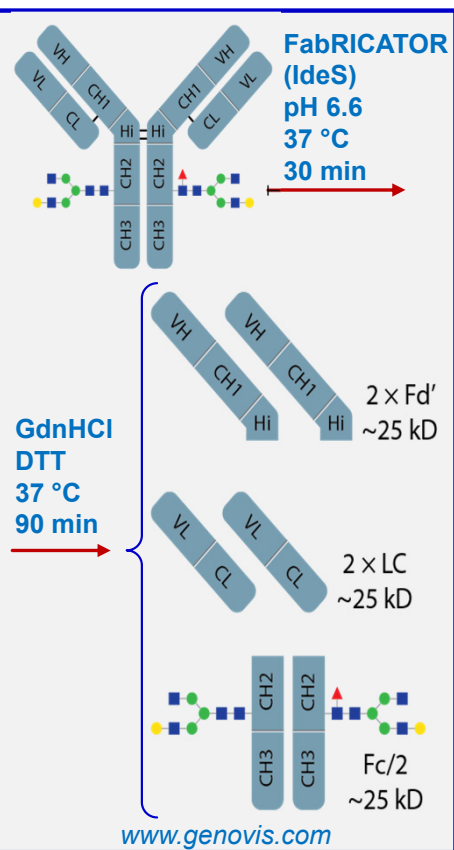 FabRICATOR
(IdeS)
pH 6.6
37 °C
30 min
VH
VH
VL
CH1
CH1
VL
CL
CL
Hi
Hi
CH2
CH2
CH3
CH3
GdnHCl
DTT
37 °C
90 min
VH
VH
CH1
CH1
Hi
Hi
2 × Fd'
~25 kD
VL
VL
CL
CL
2 × LC
~25 kD
CH2
CH2
CH3
CH3
Fc/2
~25 kD
www.genovis.com